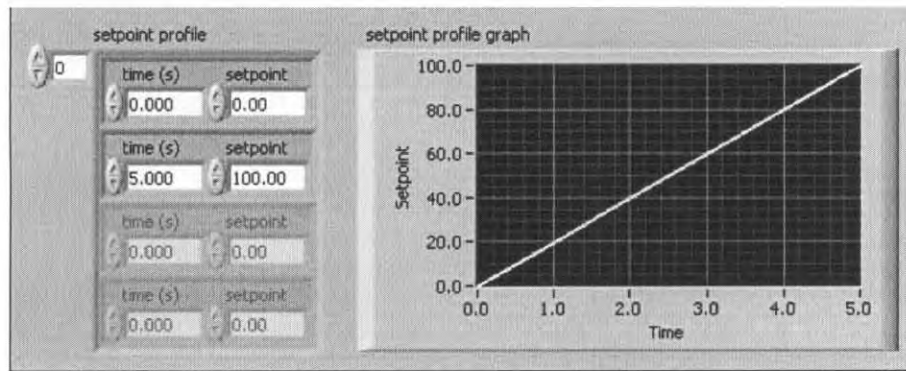 setpoint profile
0
time (s) setpoint
0.000 0.00
time (s) setpoint
5.000 100.00
time (s) setpoint
0.000 0.00
time (s) setpoint
0.000 0.00
setpoint profile graph
100.0
80.0
60.0
40.0
20.0
0.0
Setpoint
0.0 1.0 2.0 3.0 4.0 5.0
Time